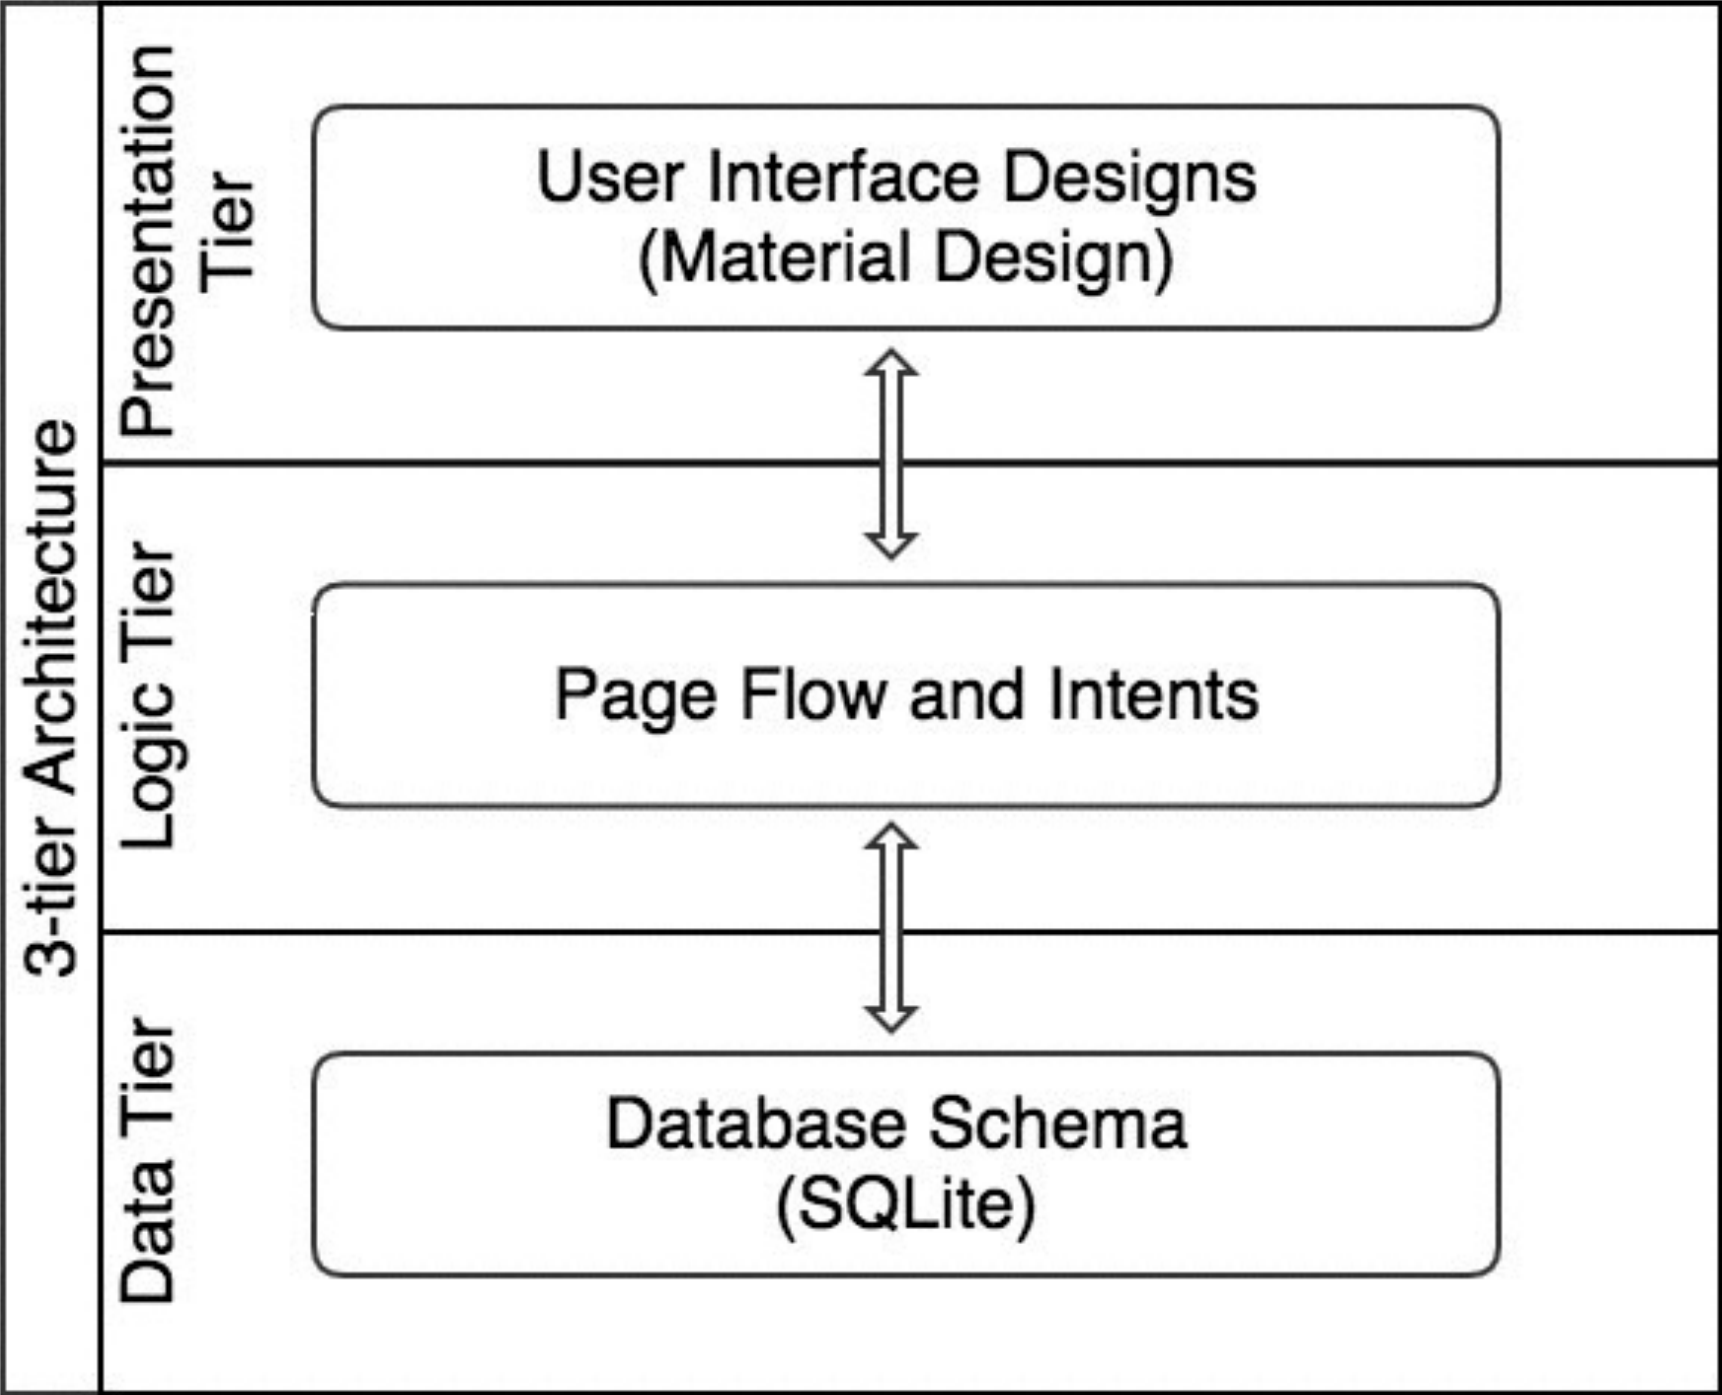 3-tier Architecture
Presentation
Tier
User Interface Designs
(Material Design)
Logic Tier
Page Flow and Intents
Data Tier
Database Schema
(SQLite)